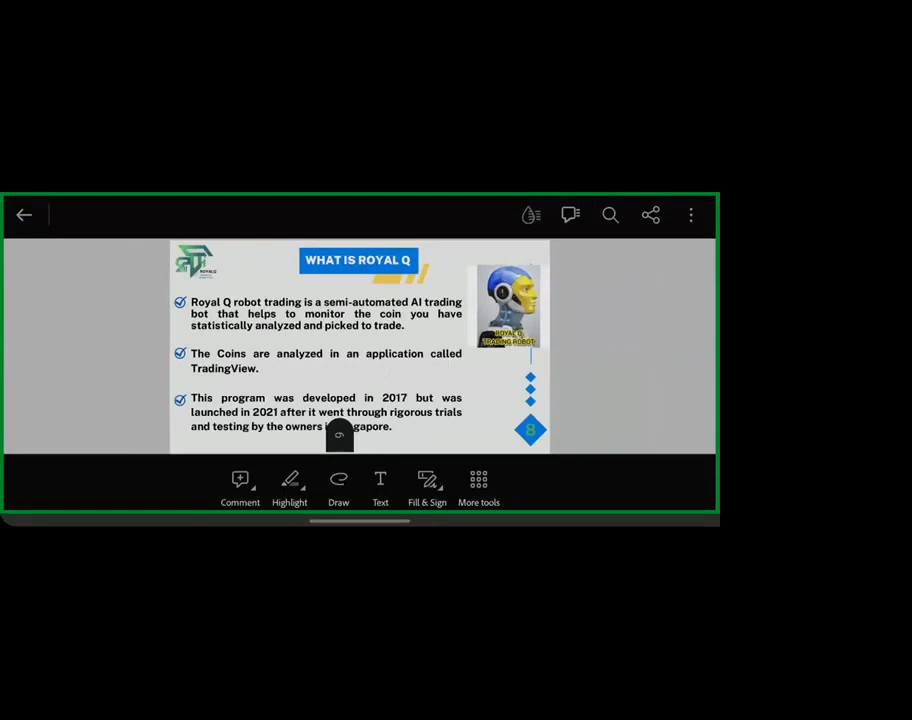 WHAT IS ROYAL Q
ROYALQ
Royal Q robot trading is a semi-automated AI trading
bot that helps to monitor the coin you have
statistically analyzed and picked to trade.
ROYAL Q
TRADING ROBOT
The Coins are analyzed in an application called
TradingView.
This program was developed in 2017 but was
launched in 2021 after it went through rigorous trials
and testing by the owners gapore.
9
8
Comment
Highlight
Draw
Text
Fill & Sign
More tools